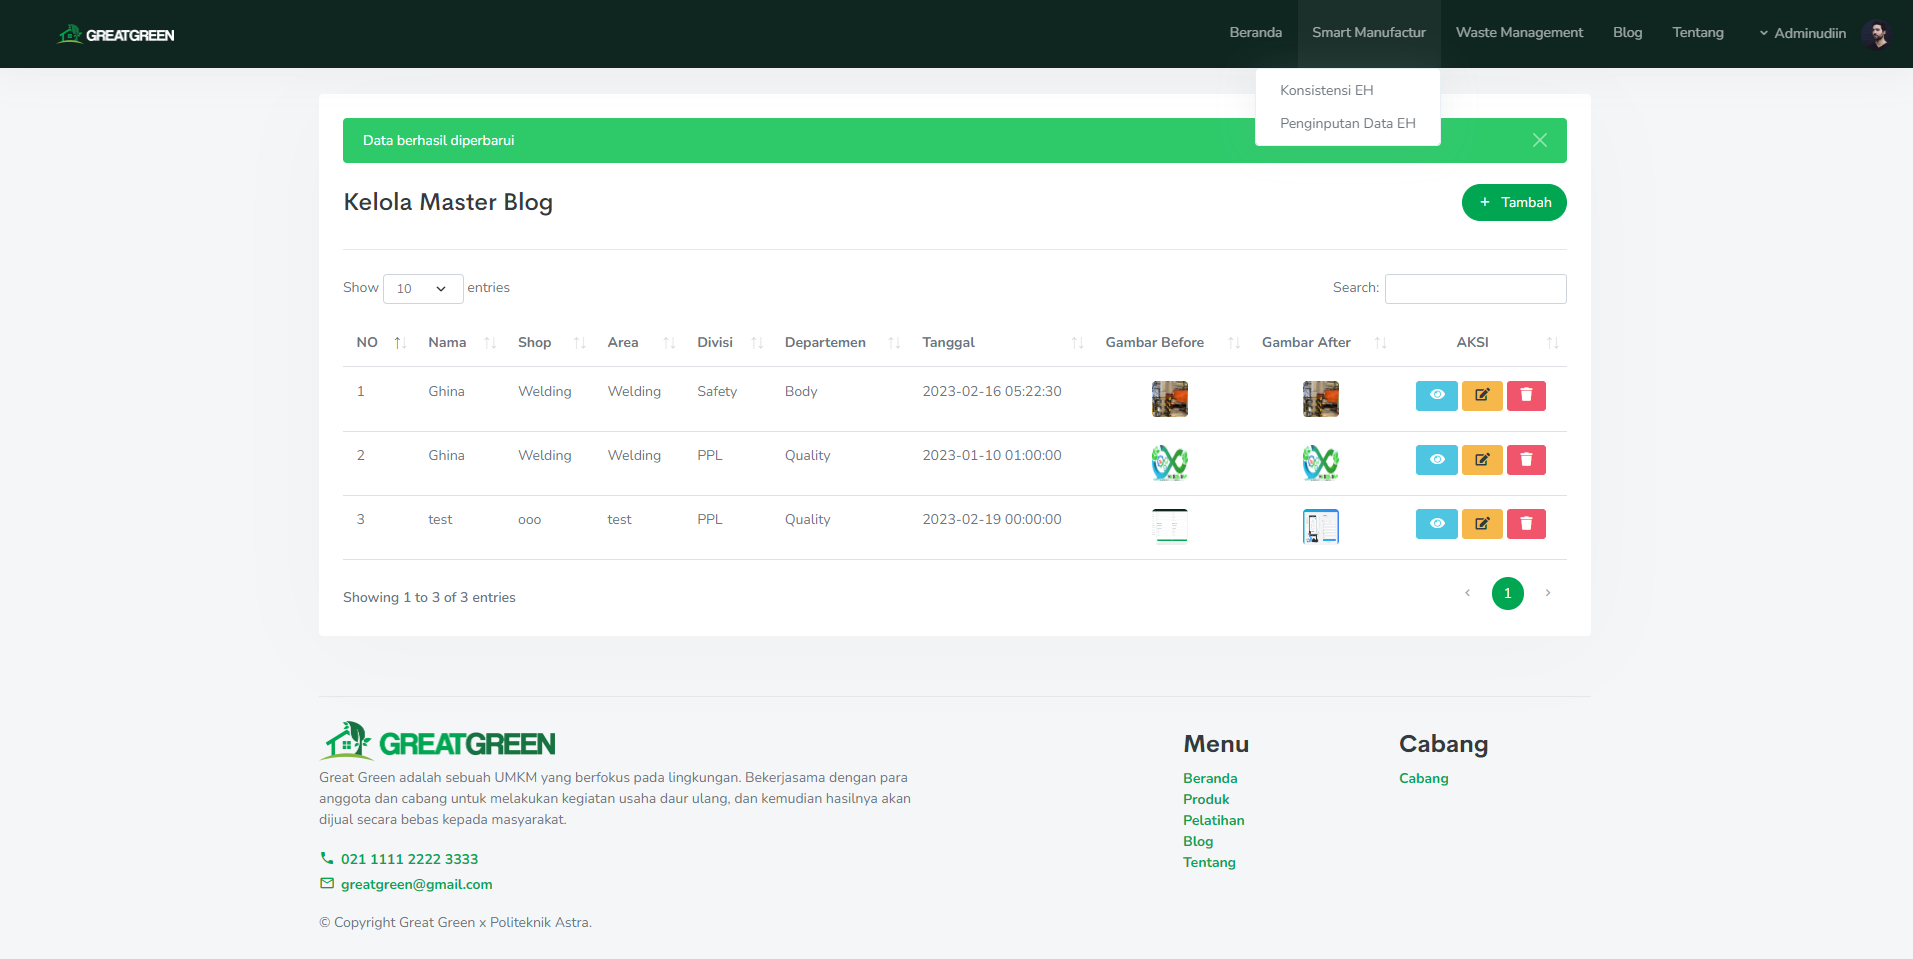 GREATGREEN
Beranda Smart Manufactur Waste Management Blog Tentang Adminudiin
Konsistensi EH
Penginputan Data EH
Data berhasil diperbarui
Kelola Master Blog
+ Tambah
Show 10 entries
Search:
NO Nama Shop Area Divisi Departemen Tanggal Gambar Before Gambar After AKSI
1 Ghina Welding Welding Safety Body 2023-02-16 05:22:30
2 Ghina Welding Welding PPL Quality 2023-01-10 01:00:00
3 test ooo test PPL Quality 2023-02-19 00:00:00
Showing 1 to 3 of 3 entries
‹ 1 ›
GREATGREEN
Great Green adalah sebuah UMKM yang berfokus pada lingkungan. Bekerjasama dengan para
anggota dan cabang untuk melakukan kegiatan usaha daur ulang, dan kemudian hasilnya akan
dijual secara bebas kepada masyarakat.
021 1111 2222 3333
greatgreen@gmail.com
© Copyright Great Green x Politeknik Astra.
Menu
Beranda
Produk
Pelatihan
Blog
Tentang
Cabang
Cabang